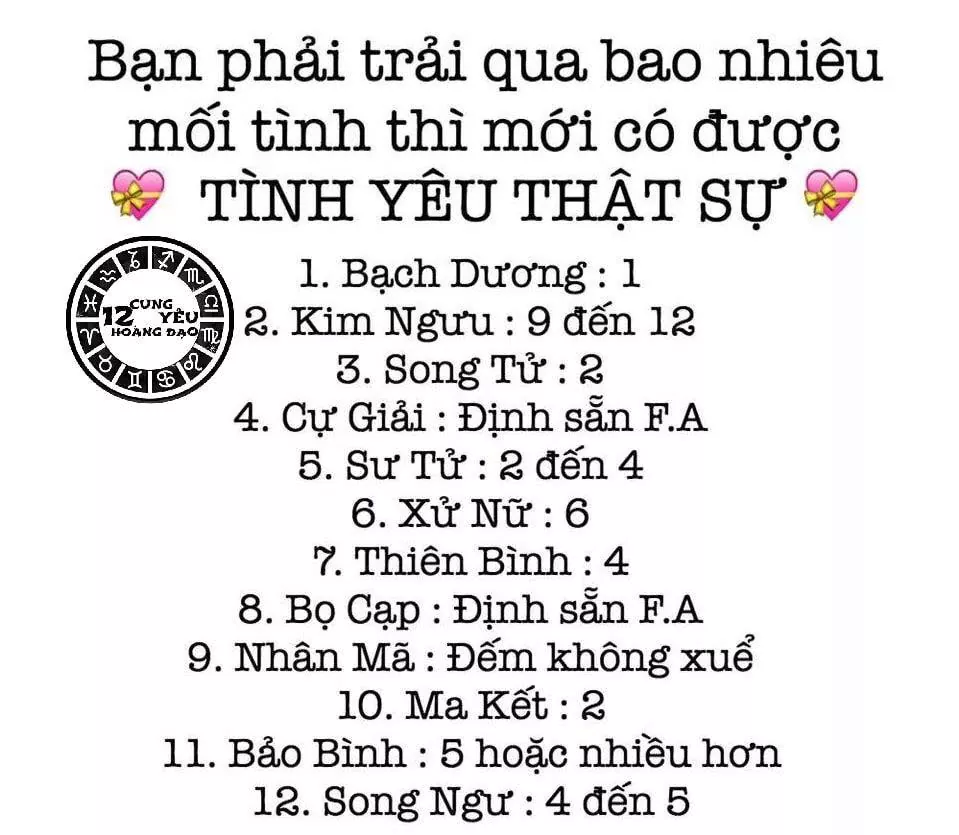 Bạn phải trải qua bao nhiêu
mối tình thì mới có được
💝 TÌNH YÊU THẬT SỰ 💝
12 CUNG YÊU HOÀNG ĐẠO
1. Bạch Dương : 1
2. Kim Ngưu : 9 đến 12
3. Song Tử : 2
4. Cự Giải : Định sẵn F.A
5. Sư Tử : 2 đến 4
6. Xử Nữ : 6
7. Thiên Bình : 4
8. Bọ Cạp : Định sẵn F.A
9. Nhân Mã : Đếm không xuể
10. Ma Kết : 2
11. Bảo Bình : 5 hoặc nhiều hơn
12. Song Ngư : 4 đến 5